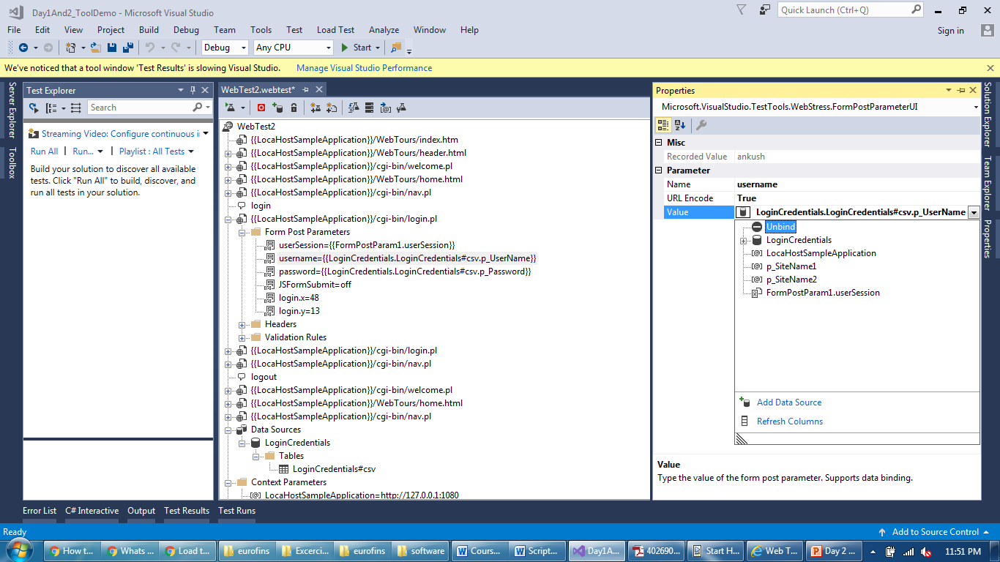 Day1And2_ToolDemo - Microsoft Visual Studio
Quick Launch (Ctrl+Q)
File Edit View Project Build Debug Team Tools Test Load Test Analyze Window Help
Sign in
Debug Any CPU Start
We've noticed that a tool window 'Test Results' is slowing Visual Studio. Manage Visual Studio Performance
Server Explorer
Toolbox
Test Explorer
Search
Streaming Video: Configure continuous i
Run All Run... Playlist : All Tests
Build your solution to discover all available
tests. Click "Run All" to build, discover, and
run all tests in your solution.
WebTest2.webtest*
WebTest2
{{LocaHostSampleApplication}}/WebTours/index.htm
{{LocaHostSampleApplication}}/WebTours/header.html
{{LocaHostSampleApplication}}/cgi-bin/welcome.pl
{{LocaHostSampleApplication}}/WebTours/home.html
{{LocaHostSampleApplication}}/cgi-bin/nav.pl
login
{{LocaHostSampleApplication}}/cgi-bin/login.pl
Form Post Parameters
userSession={{FormPostParam1.userSession}}
username={{LoginCredentials.LoginCredentials#csv.p_UserName}}
password={{LoginCredentials.LoginCredentials#csv.p_Password}}
JSFormSubmit=off
login.x=48
login.y=13
Headers
Validation Rules
{{LocaHostSampleApplication}}/cgi-bin/login.pl
{{LocaHostSampleApplication}}/cgi-bin/nav.pl
logout
{{LocaHostSampleApplication}}/cgi-bin/welcome.pl
{{LocaHostSampleApplication}}/WebTours/home.html
{{LocaHostSampleApplication}}/cgi-bin/nav.pl
Data Sources
LoginCredentials
Tables
LoginCredentials#csv
Context Parameters
LocaHostSampleApplication=http://127.0.0.1:1080
Properties
Microsoft.VisualStudio.TestTools.WebStress.FormPostParameterUI
Misc
Recorded Value ankush
Parameter
Name username
URL Encode True
Value LoginCredentials.LoginCredentials#csv.p_UserName
Unbind
LoginCredentials
LocaHostSampleApplication
p_SiteName1
p_SiteName2
FormPostParam1.userSession
Add Data Source
Refresh Columns
Value
Type the value of the form post parameter. Supports data binding.
Solution Explorer
Team Explorer
Properties
Error List C# Interactive Output Test Results Test Runs
Ready
Add to Source Control
How t... Whats ... Load t... eurofins Excerci... eurofins software Cours... Script... Day1A... 402690... Start H... Web T... Day 2 ... 11:51 PM